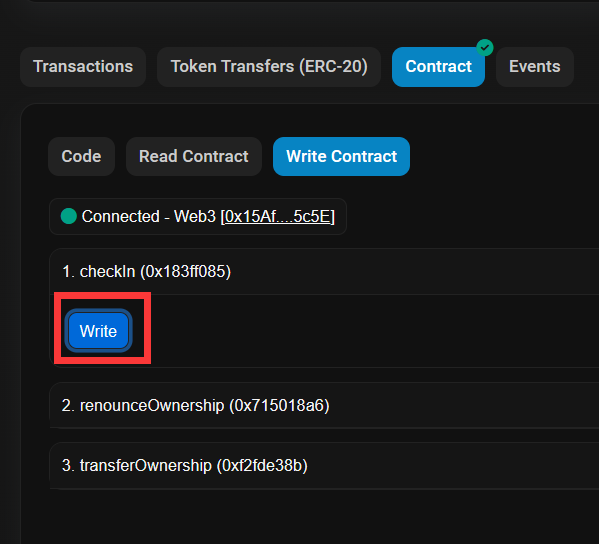 Transactions
Token Transfers (ERC-20)
Contract
Events
Code
Read Contract
Write Contract
Connected - Web3 [0x15Af....5c5E]
1. checkIn (0x183ff085)
Write
2. renounceOwnership (0x715018a6)
3. transferOwnership (0xf2fde38b)